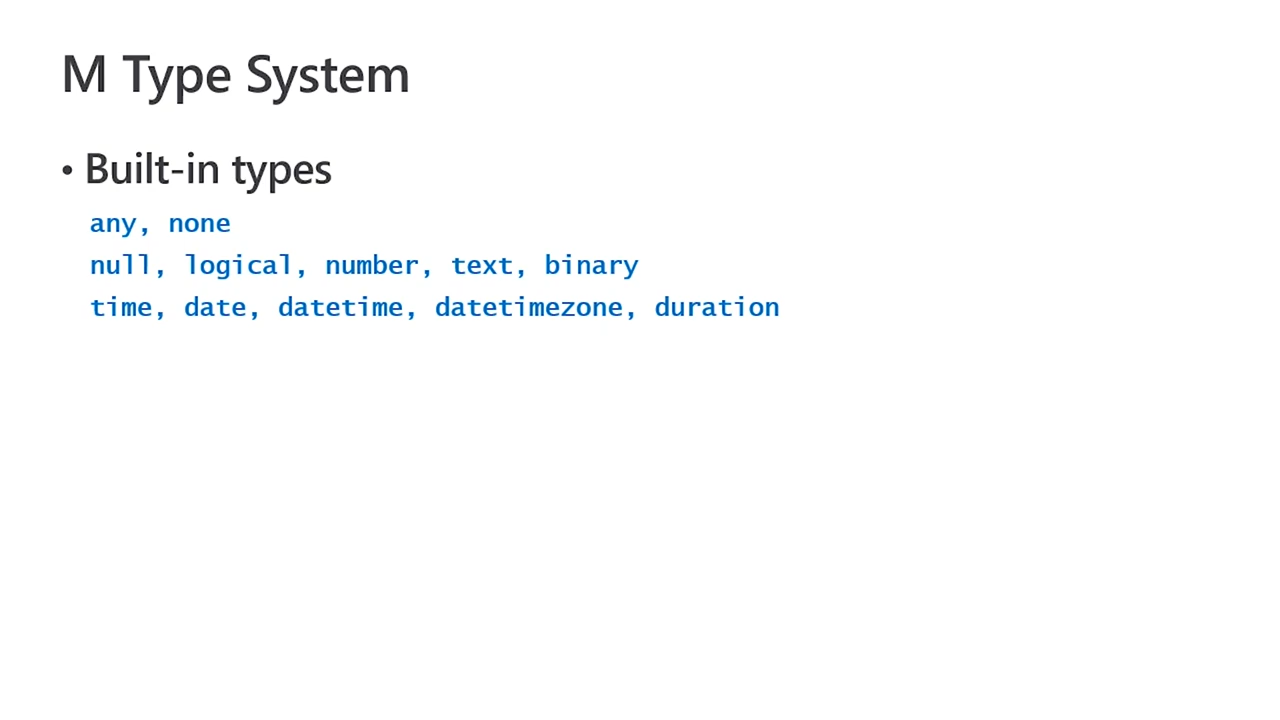 M Type System
• Built-in types
any, none
null, logical, number, text, binary
time, date, datetime, datetimezone, duration